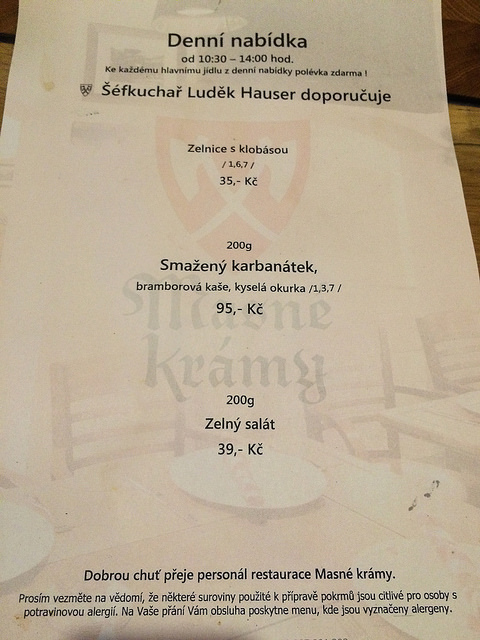 Denní nabídka
od 10:30 – 14:00 hod.
Ke každému hlavnímu jídlu z denní nabídky polévka zdarma !
Šéfkuchař Luděk Hauser doporučuje
Zelnice s klobásou
/ 1,6,7 /
35,- Kč
200g
Smažený karbanátek,
bramborová kaše, kyselá okurka /1,3,7 /
95,- Kč
Masné
krámy
200g
Zelný salát
39,- Kč
Dobrou chuť přeje personál restaurace Masné krámy.
Prosím vezměte na vědomí, že některé suroviny použité k přípravě pokrmů jsou citlivé pro osoby s
potravinovou alergií. Na Vaše přání Vám obsluha poskytne menu, kde jsou vyznačeny alergeny.